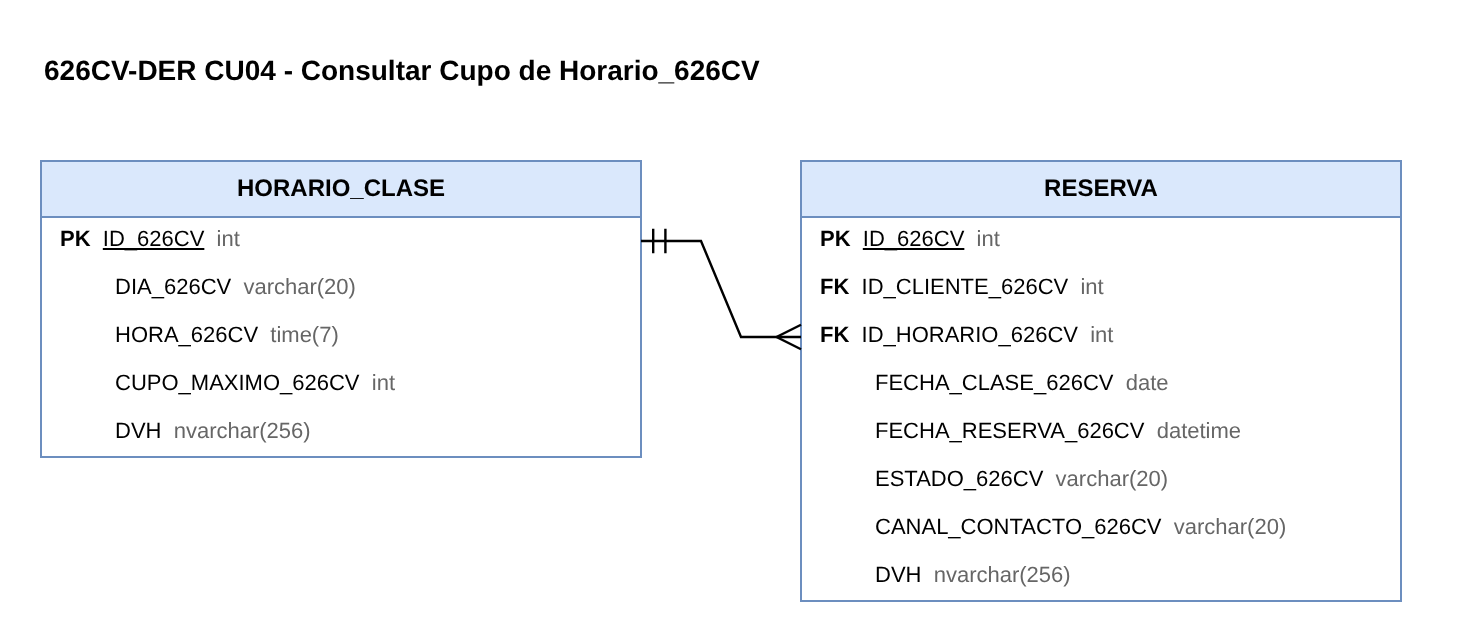 626CV-DER CU04 - Consultar Cupo de Horario_626CV
HORARIO_CLASE
PK ID_626CV int
DIA_626CV varchar(20)
HORA_626CV time(7)
CUPO_MAXIMO_626CV int
DVH nvarchar(256)
RESERVA
PK ID_626CV int
FK ID_CLIENTE_626CV int
FK ID_HORARIO_626CV int
FECHA_CLASE_626CV date
FECHA_RESERVA_626CV datetime
ESTADO_626CV varchar(20)
CANAL_CONTACTO_626CV varchar(20)
DVH nvarchar(256)